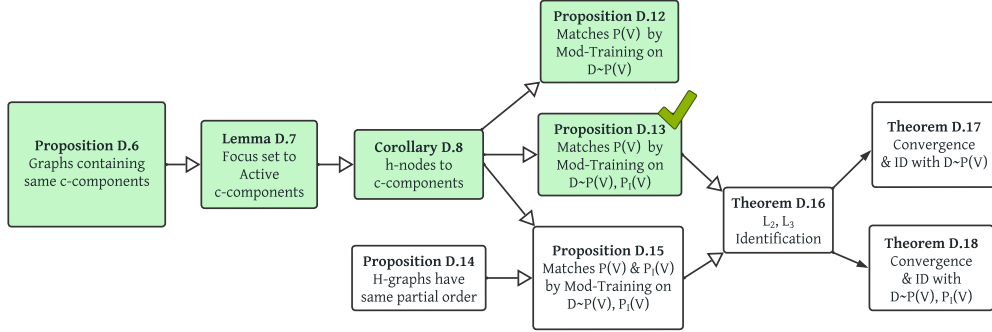 Proposition D.12
Matches P(V) by
Mod-Training on
D~P(V)
Proposition D.6
Graphs containing
same c-components
Lemma D.7
Focus set to
Active
c-components
Corollary D.8
h-nodes to
c-components
Proposition D.13
Matches P(V) by
Mod-Training on
D~P(V), P_I(V)
Proposition D.14
H-graphs have
same partial order
Proposition D.15
Matches P(V) & P_I(V)
by Mod-Training on
D~P(V), P_I(V)
Theorem D.16
L₂, L₃
Identification
Theorem D.17
Convergence
& ID with D~P(V)
Theorem D.18
Convergence
& ID with
D~P(V), P_I(V)